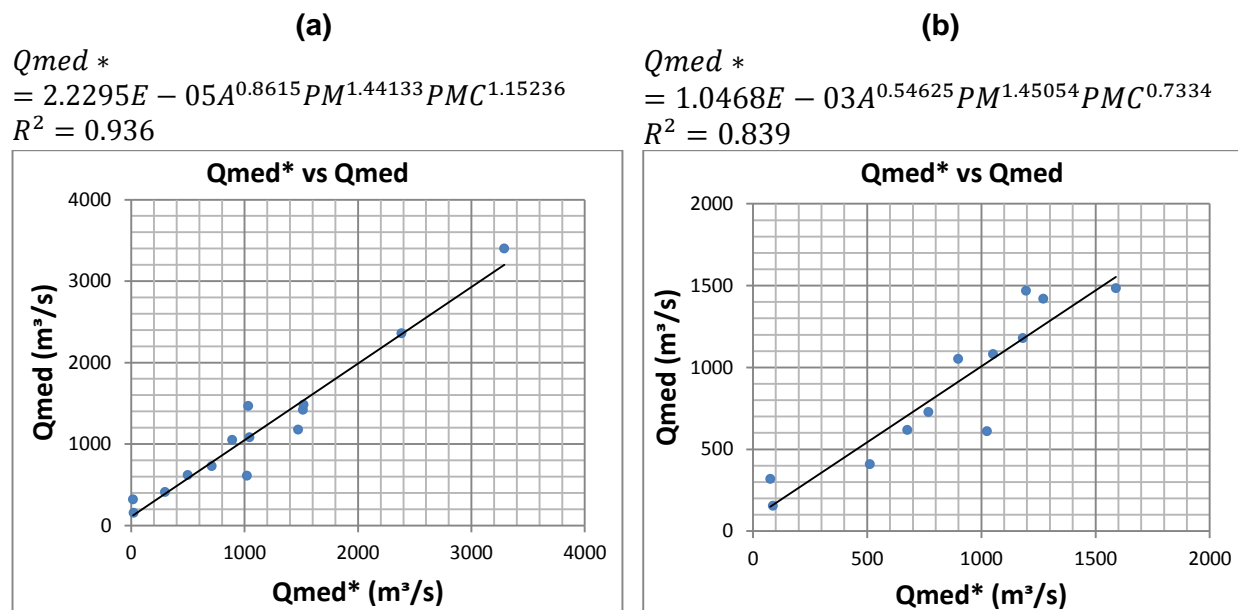 (a)
Qmed ∗
= 2.2295E − 05A^0.8615 PM^1.44133 PMC^1.15236
R² = 0.936
Qmed* vs Qmed
Qmed (m³/s)
4000
3000
2000
1000
0
0 1000 2000 3000 4000
Qmed* (m³/s)
(b)
Qmed ∗
= 1.0468E − 03A^0.54625 PM^1.45054 PMC^0.7334
R² = 0.839
Qmed* vs Qmed
Qmed (m³/s)
2000
1500
1000
500
0
0 500 1000 1500 2000
Qmed* (m³/s)